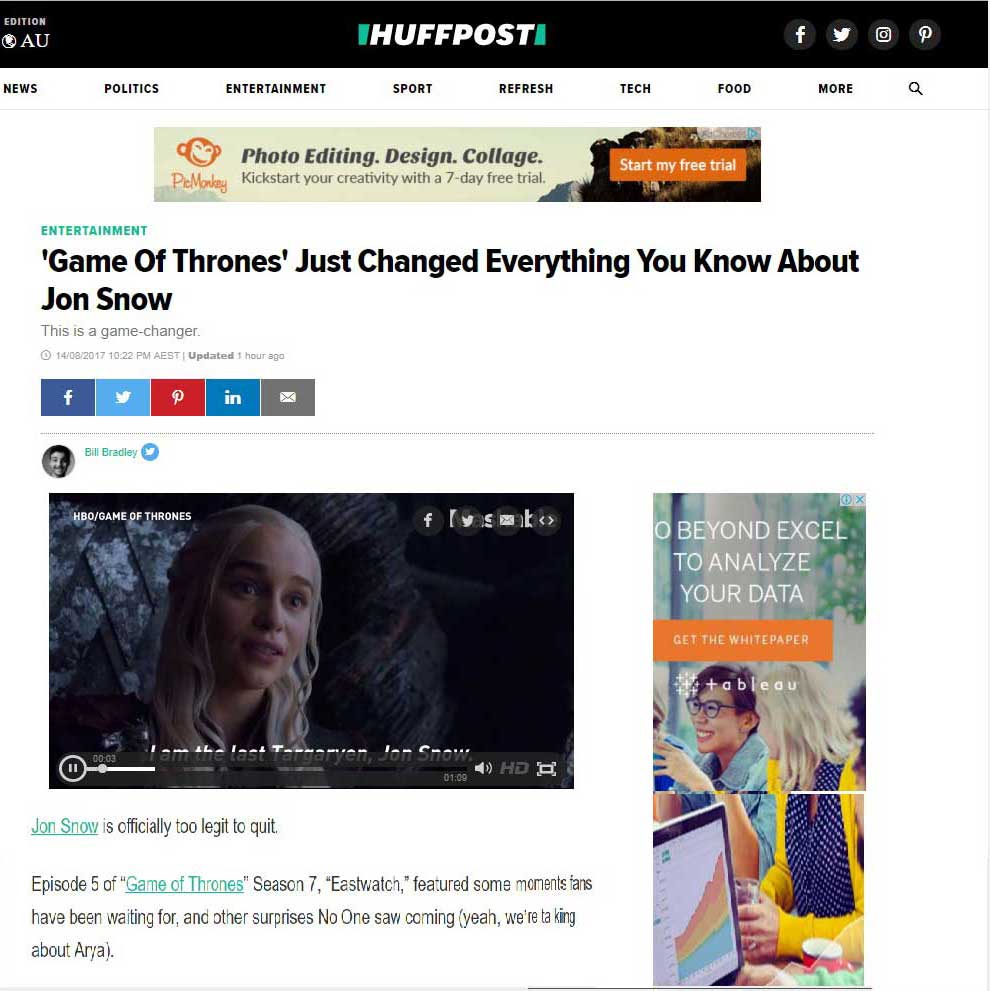 EDITION
AU
HUFFPOST
NEWS
POLITICS
ENTERTAINMENT
SPORT
REFRESH
TECH
FOOD
MORE
PicMonkey
Photo Editing. Design. Collage.
Kickstart your creativity with a 7-day free trial.
AdChoices
Start my free trial
ENTERTAINMENT
'Game Of Thrones' Just Changed Everything You Know About
Jon Snow
This is a game-changer.
14/08/2017 10:22 PM AEST | Updated 1 hour ago
Bill Bradley
HBO/GAME OF THRONES
I am the last Targaryen, Jon Snow.
00:03
01:09
HD
O BEYOND EXCEL
TO ANALYZE
YOUR DATA
GET THE WHITEPAPER
+ableau
Jon Snow is officially too legit to quit.
Episode 5 of “Game of Thrones” Season 7, “Eastwatch,” featured some moments fans
have been waiting for, and other surprises No One saw coming (yeah, we're ta king
about Arya).